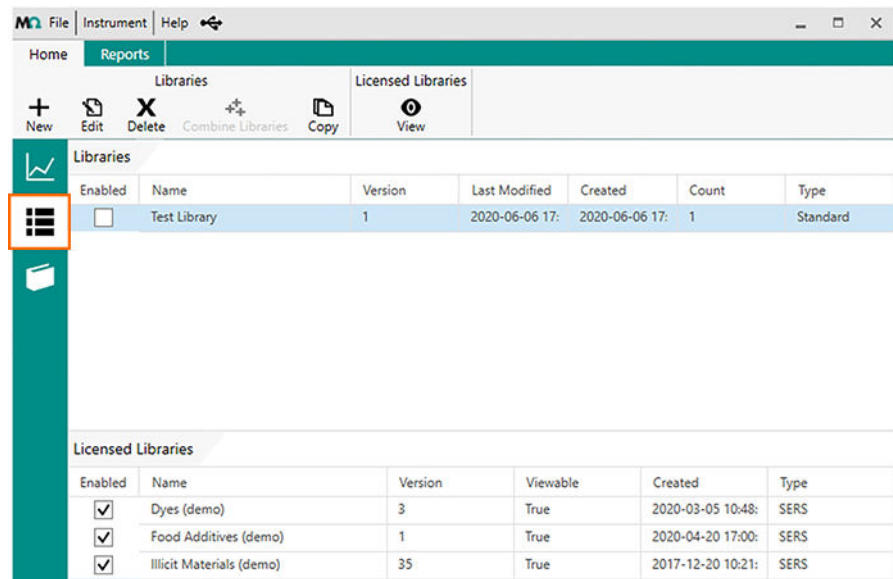 MΩ File Instrument Help
Home Reports
Libraries Licensed Libraries
New Edit Delete Combine Libraries Copy View
Libraries
Enabled Name Version Last Modified Created Count Type
Test Library 1 2020-06-06 17: 2020-06-06 17: 1 Standard
Licensed Libraries
Enabled Name Version Viewable Created Type
Dyes (demo) 3 True 2020-03-05 10:48: SERS
Food Additives (demo) 1 True 2020-04-20 17:00: SERS
Illicit Materials (demo) 35 True 2017-12-20 10:21: SERS